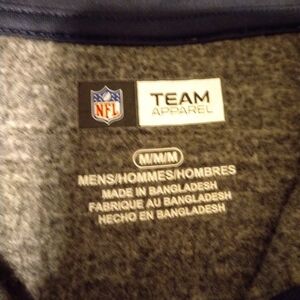 NFL
TEAM
APPAREL
M/M/M
MENS/HOMMES/HOMBRES
MADE IN BANGLADESH
FABRIQUE AU BANGLADESH
HECHO EN BANGLADESH